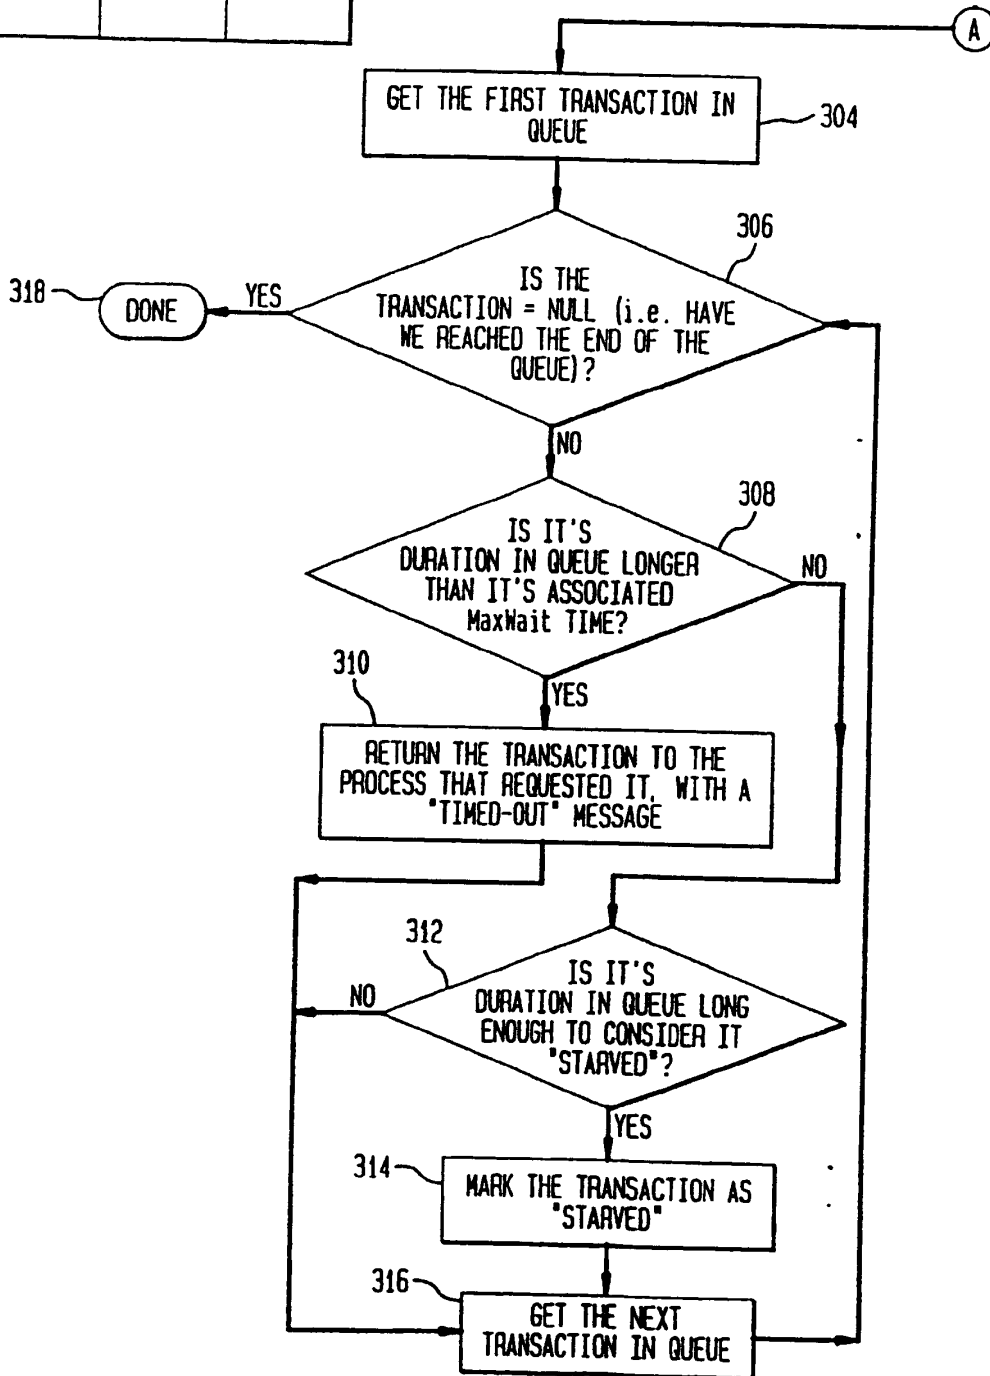 A
GET THE FIRST TRANSACTION IN
QUEUE
304
306
IS THE
TRANSACTION = NULL (i.e. HAVE
WE REACHED THE END OF THE
QUEUE)?
YES
318
DONE
NO
308
IS IT'S
DURATION IN QUEUE LONGER
THAN IT'S ASSOCIATED
MaxWait TIME?
NO
310
YES
RETURN THE TRANSACTION TO THE
PROCESS THAT REQUESTED IT, WITH A
"TIMED-OUT" MESSAGE
312
IS IT'S
DURATION IN QUEUE LONG
ENOUGH TO CONSIDER IT
"STARVED"?
NO
YES
314
MARK THE TRANSACTION AS
"STARVED"
316
GET THE NEXT
TRANSACTION IN QUEUE